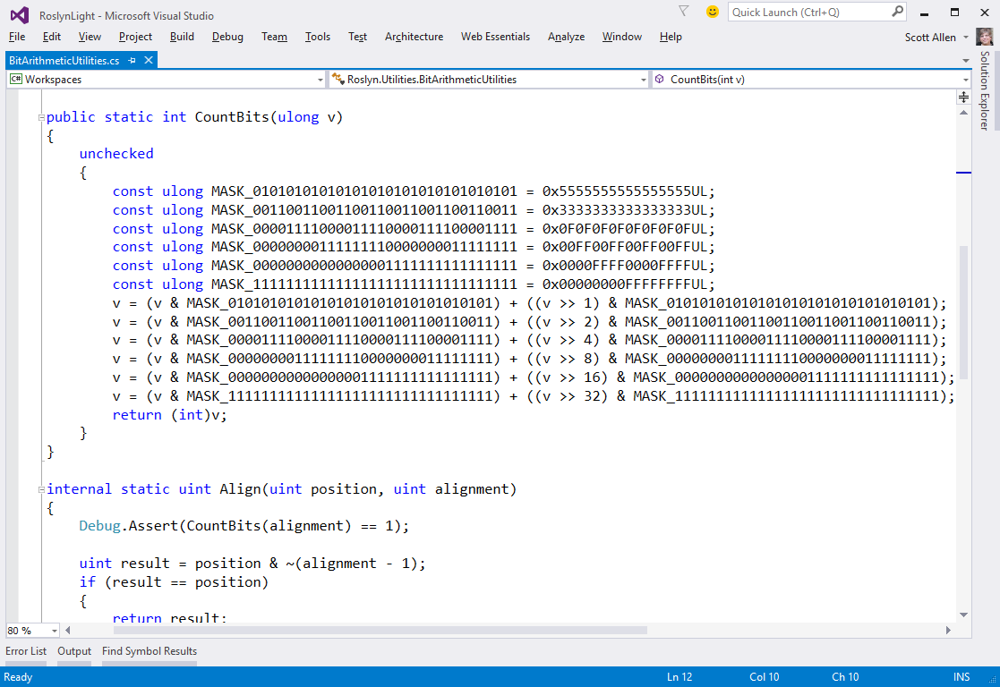 RoslynLight - Microsoft Visual Studio
Quick Launch (Ctrl+Q)
File Edit View Project Build Debug Team Tools Test Architecture Web Essentials Analyze Window Help
Scott Allen
BitArithmeticUtilities.cs
Solution Explorer
C# Workspaces
Roslyn.Utilities.BitArithmeticUtilities
CountBits(int v)
public static int CountBits(ulong v)
{
unchecked
{
const ulong MASK_01010101010101010101010101010101 = 0x5555555555555555UL;
const ulong MASK_00110011001100110011001100110011 = 0x3333333333333333UL;
const ulong MASK_00001111000011110000111100001111 = 0x0F0F0F0F0F0F0F0FUL;
const ulong MASK_00000000111111110000000011111111 = 0x00FF00FF00FF00FFUL;
const ulong MASK_00000000000000001111111111111111 = 0x0000FFFF0000FFFFUL;
const ulong MASK_11111111111111111111111111111111 = 0x00000000FFFFFFFFUL;
v = (v & MASK_01010101010101010101010101010101) + ((v >> 1) & MASK_01010101010101010101010101010101);
v = (v & MASK_00110011001100110011001100110011) + ((v >> 2) & MASK_00110011001100110011001100110011);
v = (v & MASK_00001111000011110000111100001111) + ((v >> 4) & MASK_00001111000011110000111100001111);
v = (v & MASK_00000000111111110000000011111111) + ((v >> 8) & MASK_00000000111111110000000011111111);
v = (v & MASK_00000000000000001111111111111111) + ((v >> 16) & MASK_00000000000000001111111111111111);
v = (v & MASK_11111111111111111111111111111111) + ((v >> 32) & MASK_11111111111111111111111111111111);
return (int)v;
}
}
internal static uint Align(uint position, uint alignment)
{
Debug.Assert(CountBits(alignment) == 1);
uint result = position & ~(alignment - 1);
if (result == position)
{
return result;
80 %
Error List Output Find Symbol Results
Ready Ln 12 Col 10 Ch 10 INS